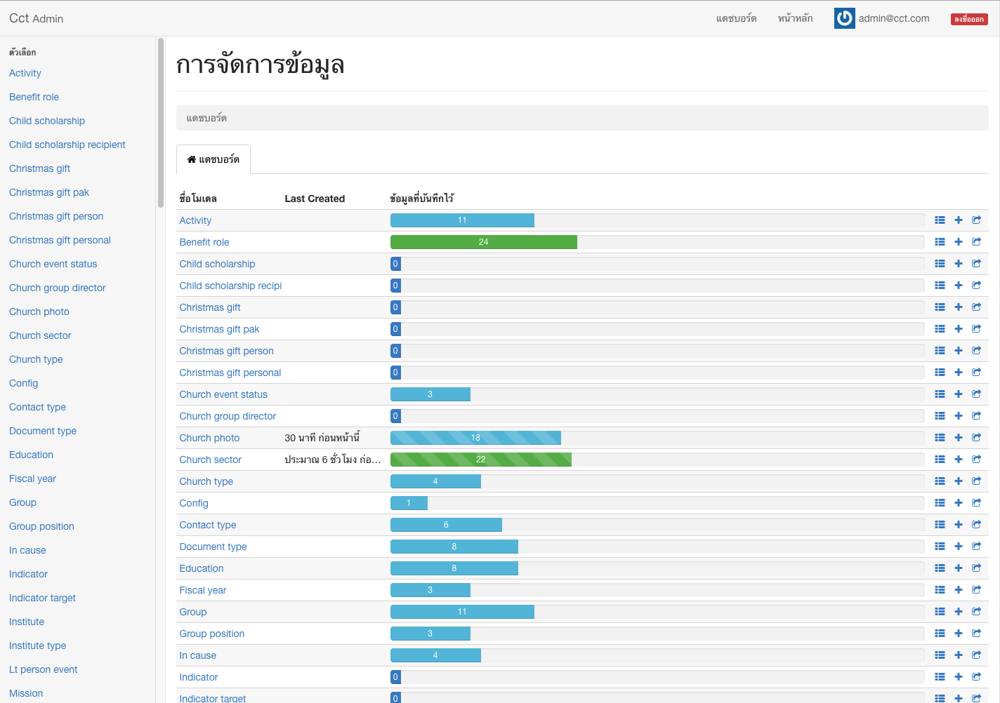 Cct Admin
แดชบอร์ด
หน้าหลัก
admin@cct.com
ลงชื่อออก
ตัวเลือก
Activity
Benefit role
Child scholarship
Child scholarship recipient
Christmas gift
Christmas gift pak
Christmas gift person
Christmas gift personal
Church event status
Church group director
Church photo
Church sector
Church type
Config
Contact type
Document type
Education
Fiscal year
Group
Group position
In cause
Indicator
Indicator target
Institute
Institute type
Lt person event
Mission
การจัดการข้อมูล
แดชบอร์ด
แดชบอร์ด
ชื่อโมเดล Last Created ข้อมูลที่บันทึกไว้
Activity 11
Benefit role 24
Child scholarship 0
Child scholarship recipi 0
Christmas gift 0
Christmas gift pak 0
Christmas gift person 0
Christmas gift personal 0
Church event status 3
Church group director 0
Church photo 30 นาที ก่อนหน้านี้ 18
Church sector ประมาณ 6 ชั่วโมง ก่อ... 22
Church type 4
Config 1
Contact type 6
Document type 8
Education 8
Fiscal year 3
Group 11
Group position 3
In cause 4
Indicator 0
Indicator target 0